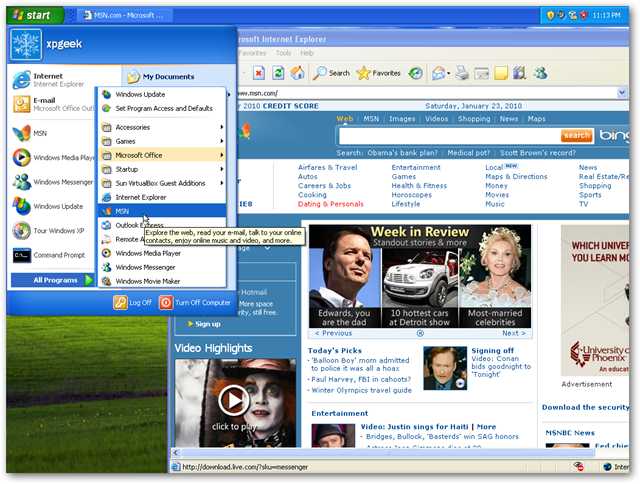 start
MSN.com - Microsoft ...
11:13 PM
xpgeek
Internet
Internet Explorer
E-mail
Microsoft Office Outl
MSN
Windows Media Player
Windows Messenger
Windows Update
Tour Windows XP
Command Prompt
All Programs
My Documents
Windows Update
Set Program Access and Defaults
Accessories
Games
Microsoft Office
Startup
Sun VirtualBox Guest Additions
Internet Explorer
MSN
Outlook Express
Remote A
Windows Media Player
Windows Messenger
Windows Movie Maker
Explore the web, read your e-mail, talk to your online
contacts, enjoy online music and video, and more.
Log Off
Turn Off Computer
rosoft Internet Explorer
Favorites
Tools
Help
Search
Favorites
ww.msn.com/
r 2010 CREDIT SCORE
Saturday, January 23, 2010
Web | MSN | Images | Videos | Shopping | News | Maps
search
bing
Search: Obama's bank plan? | Medical pot? | Scott Brown's record?
Airfares & Travel
Autos
Careers & Jobs
Cooking
Dating & Personals
Entertainment
Games
Health & Fitness
Horoscopes
Lifestyle
Local NEW
Maps & Directions
Money
Movies
Music
News
Real Estate/Re
Shopping
Sports
TV
Week in Review
Standout stories & more
Edwards, you
are the dad
10 hottest cars
at Detroit show
Most-married
celebrities
< Previous
Next >
Today's Picks
'Balloon Boy' mom admitted
to police it was all a hoax
Paul Harvey, FBI in cahoots?
Winter Olympics travel guide
Signing off
Video: Conan
bids goodnight to
'Tonight'
Entertainment
Video: Justin sings for Haiti | More
Bridges, Bullock, 'Basterds' win SAG honors
Hotmail
More space
urity, still free.
Sign up
Video Highlights
click to play
WHICH UNIVER
YOU LEARN MO
University of
Phoenix
AN EDUCAT
Advertisement
Download the security
MSNBC News
http://download.live.com/?sku=messenger